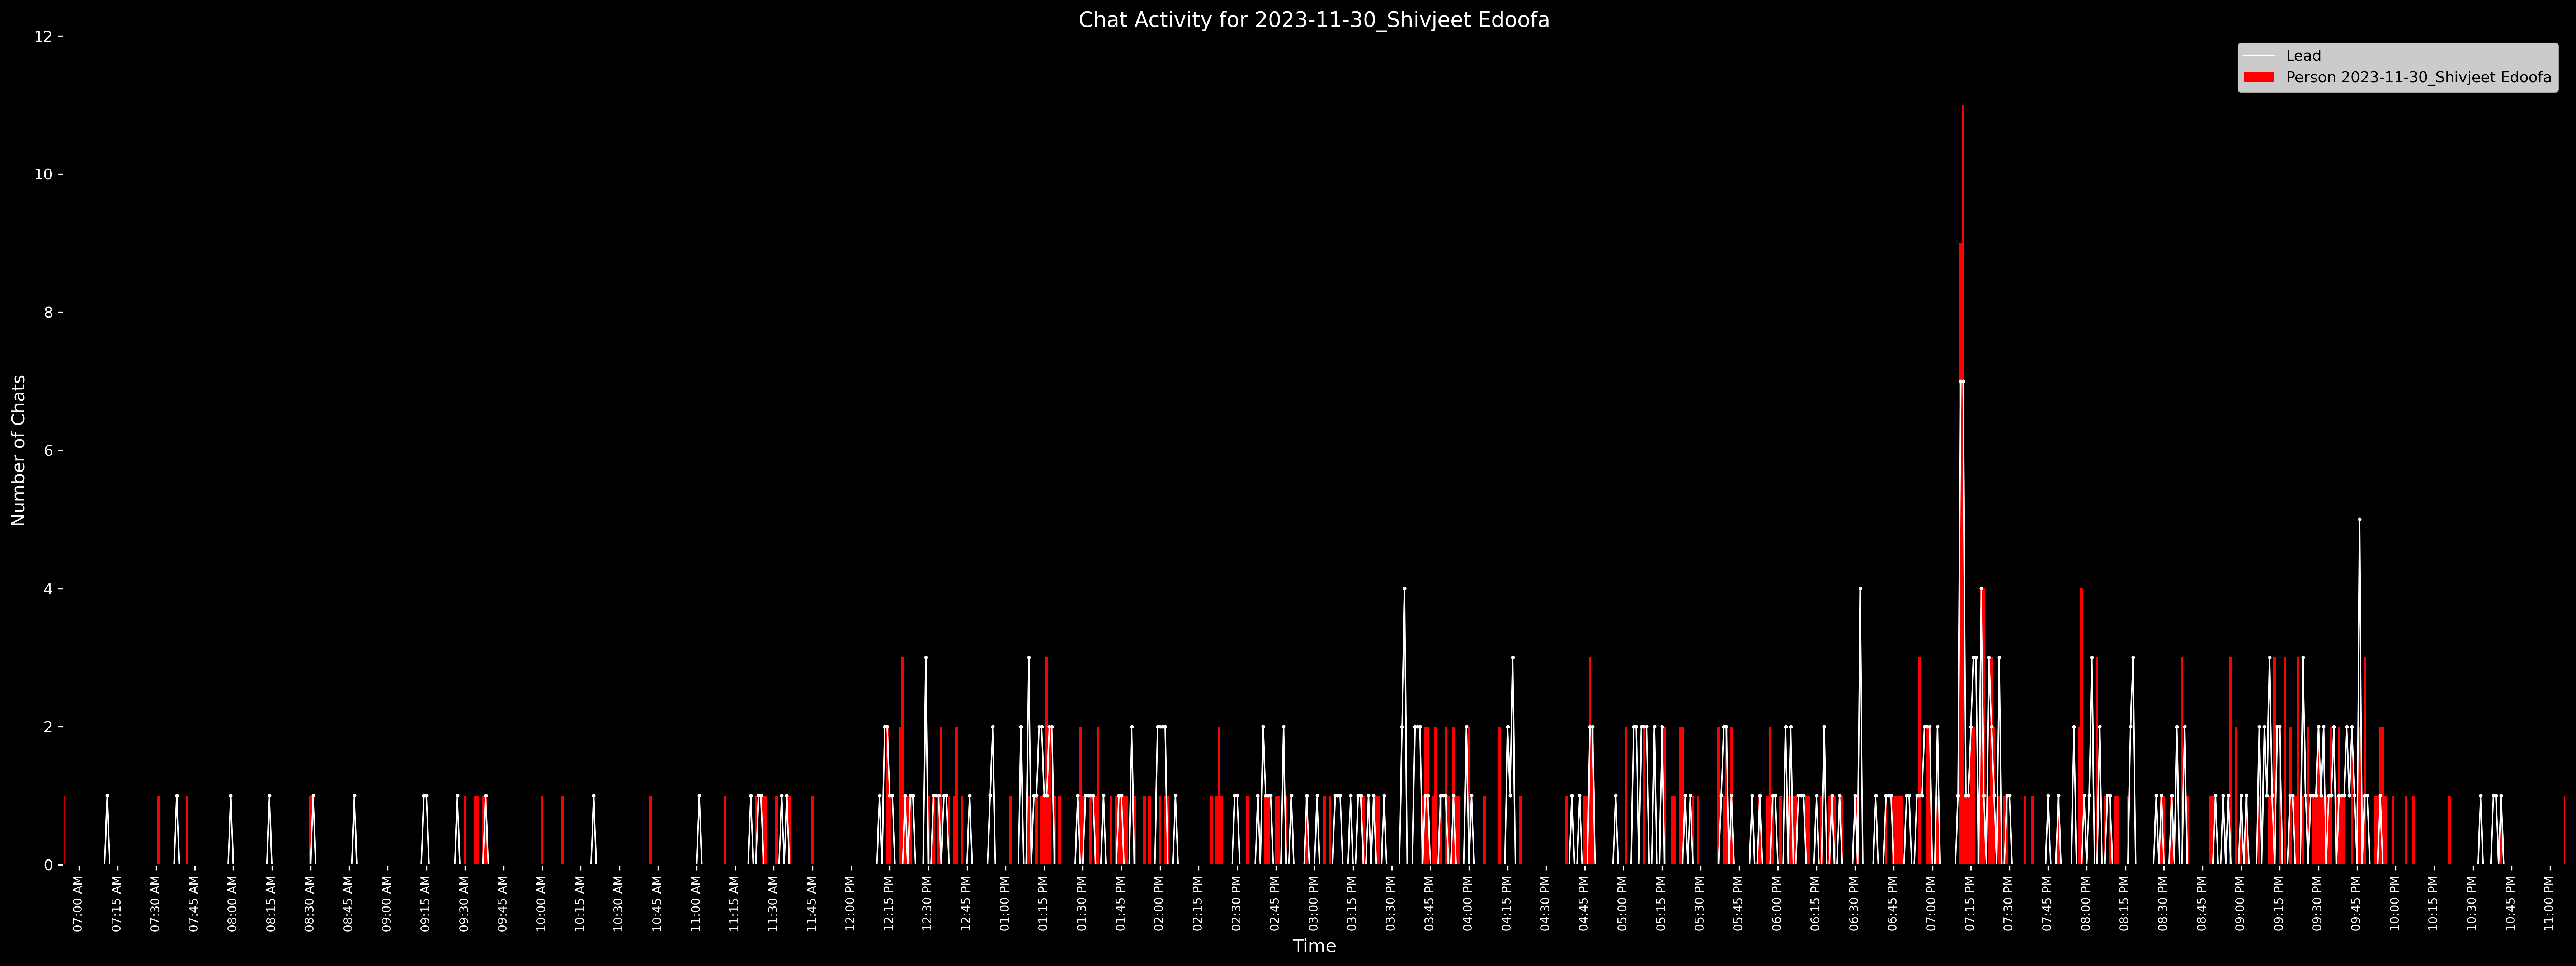 Chat Activity for 2023-11-30_Shivjeet Edoofa
Lead
Person 2023-11-30_Shivjeet Edoofa
Number of Chats
12
10
8
6
4
2
0
07:00 AM
07:15 AM
07:30 AM
07:45 AM
08:00 AM
08:15 AM
08:30 AM
08:45 AM
09:00 AM
09:15 AM
09:30 AM
09:45 AM
10:00 AM
10:15 AM
10:30 AM
10:45 AM
11:00 AM
11:15 AM
11:30 AM
11:45 AM
12:00 PM
12:15 PM
12:30 PM
12:45 PM
01:00 PM
01:15 PM
01:30 PM
01:45 PM
02:00 PM
02:15 PM
02:30 PM
02:45 PM
03:00 PM
03:15 PM
03:30 PM
03:45 PM
04:00 PM
04:15 PM
04:30 PM
04:45 PM
05:00 PM
05:15 PM
05:30 PM
05:45 PM
06:00 PM
06:15 PM
06:30 PM
06:45 PM
07:00 PM
07:15 PM
07:30 PM
07:45 PM
08:00 PM
08:15 PM
08:30 PM
08:45 PM
09:00 PM
09:15 PM
09:30 PM
09:45 PM
10:00 PM
10:15 PM
10:30 PM
10:45 PM
11:00 PM
Time